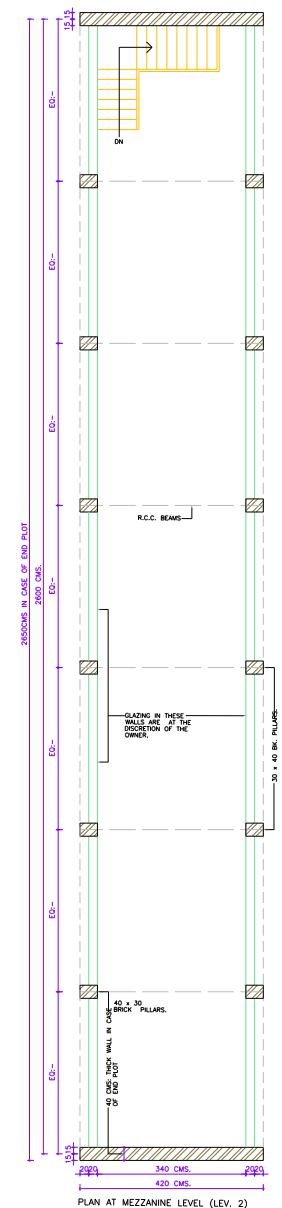 15 15
EQ:-
DN
EQ:-
EQ:-
R.C.C. BEAMS
2650CMS IN CASE OF END PLOT
2600 CMS.
EQ:-
GLAZING IN THESE
WALLS ARE AT THE
DISCRETION OF THE
OWNER.
30 x 40 BK. PILLARS.
EQ:-
EQ:-
40 x 30
BRICK PILLARS.
40 CMS: THICK WALL IN CASE
OF END PLOT
EQ:-
1515
2020
340 CMS.
2020
420 CMS.
PLAN AT MEZZANINE LEVEL (LEV. 2)